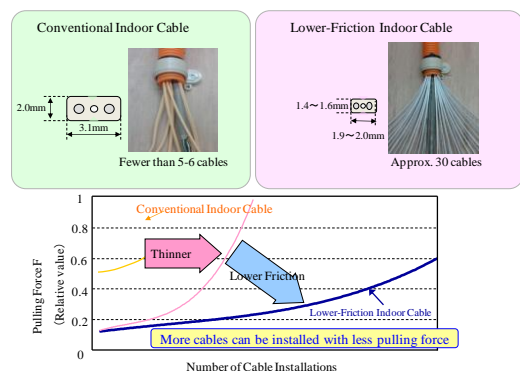 Conventional Indoor Cable
2.0mm
3.1mm
Fewer than 5-6 cables
Lower-Friction Indoor Cable
1.4～1.6mm
1.9～2.0mm
Approx. 30 cables
Pulling Force F
(Relative value)
1
0.8
0.6
0.4
0.2
0
Conventional Indoor Cable
Thinner
Lower Friction
Lower-Friction Indoor Cable
More cables can be installed with less pulling force
Number of Cable Installations